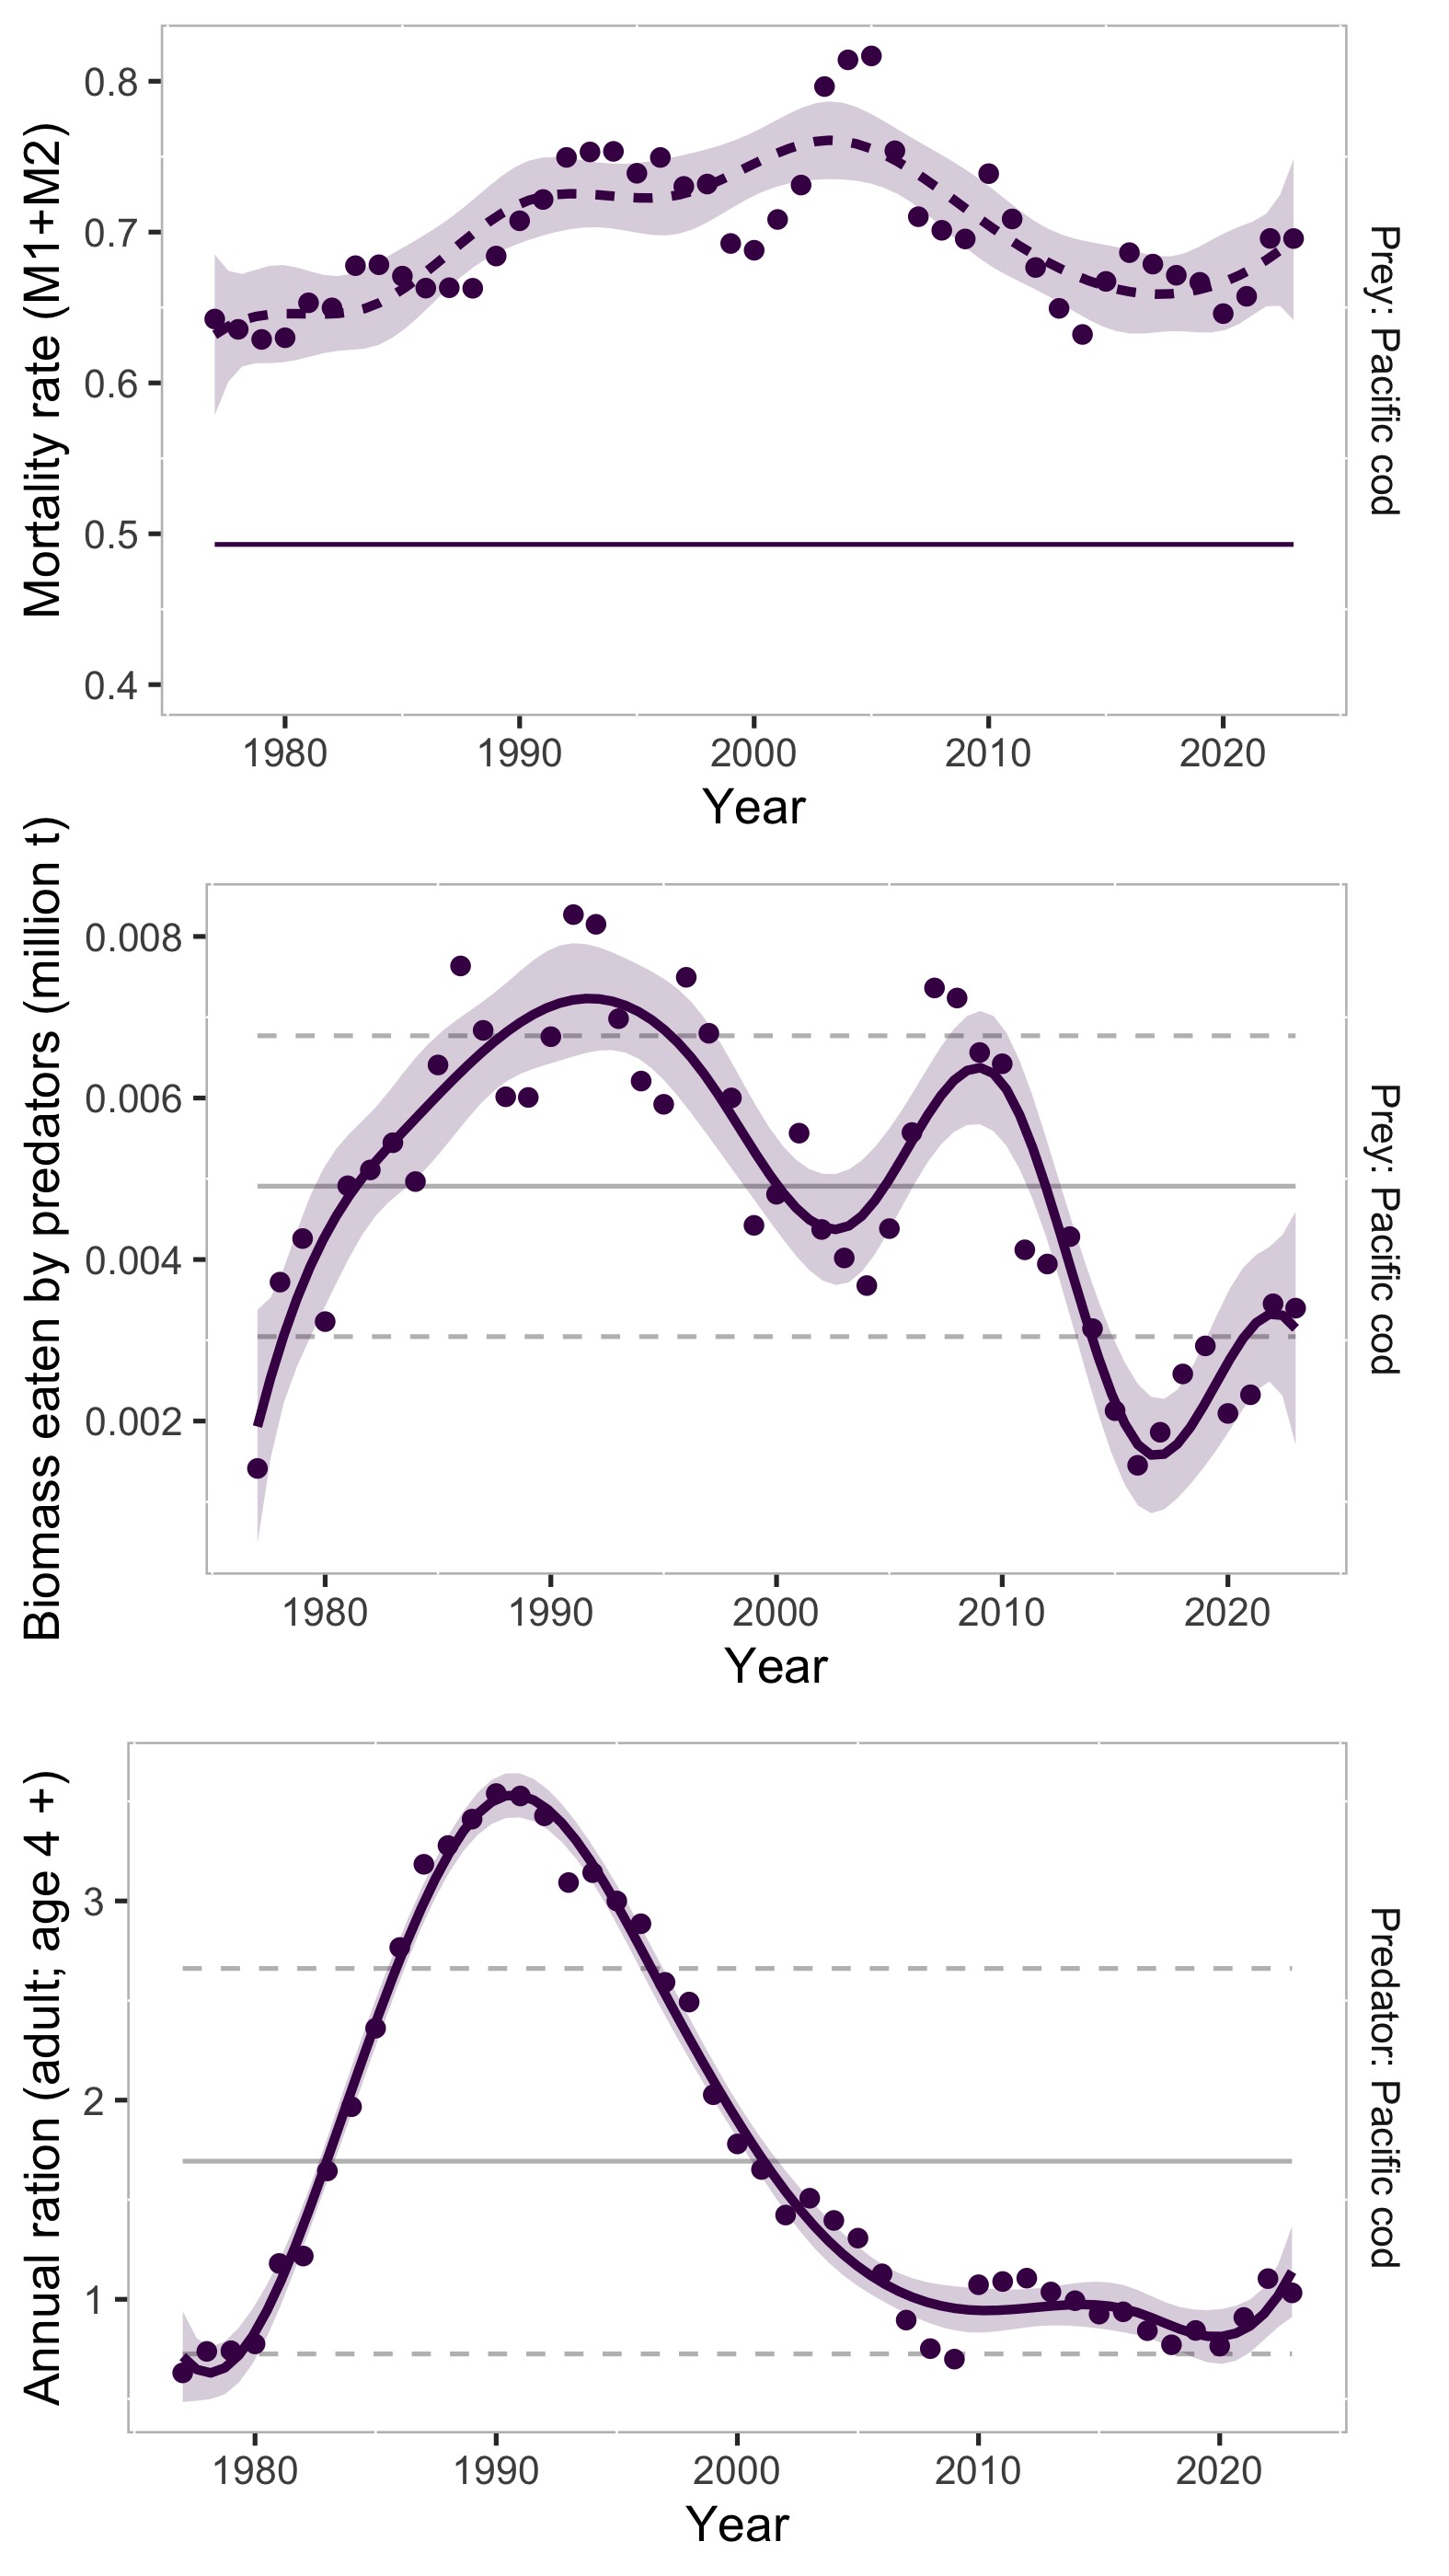 Mortality rate (M1+M2)
0.8
0.7
0.6
0.5
0.4
1980 1990 2000 2010 2020
Year
Prey: Pacific cod
Biomass eaten by predators (million t)
0.008
0.006
0.004
0.002
1980 1990 2000 2010 2020
Year
Prey: Pacific cod
Annual ration (adult; age 4 +)
3
2
1
1980 1990 2000 2010 2020
Year
Predator: Pacific cod